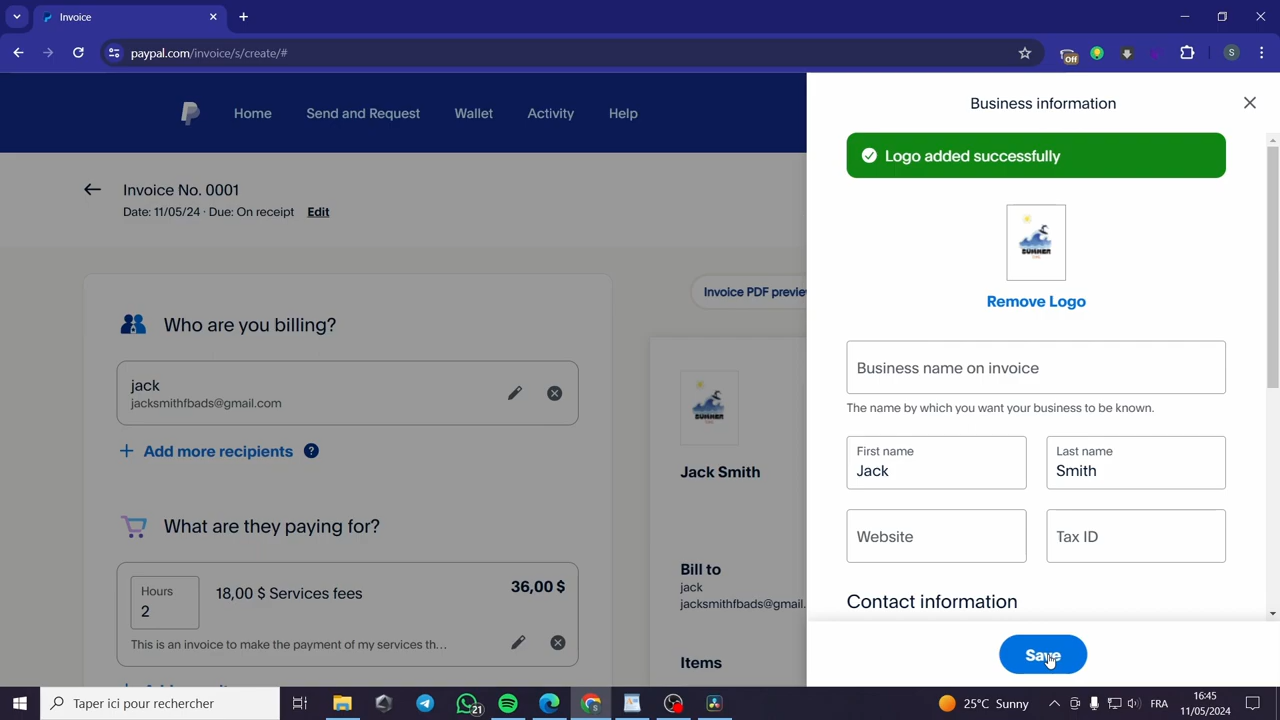 Invoice
paypal.com/invoice/s/create/#
Off
S
Home
Send and Request
Wallet
Activity
Help
Invoice No. 0001
Date: 11/05/24 · Due: On receipt
Edit
Who are you billing?
jack
jacksmithfbads@gmail.com
Add more recipients
?
What are they paying for?
Hours
2
18,00 $ Services fees
36,00 $
This is an invoice to make the payment of my services th...
Invoice PDF
SUMMER
Jack Smith
Bill to
jack
jacksmithfbads@gmail.
Items
Business information
Logo added successfully
SUMMER
Remove Logo
Business name on invoice
The name by which you want your business to be known.
First name
Jack
Last name
Smith
Website
Tax ID
Contact information
Save
Taper ici pour rechercher
21
25°C Sunny
16:45
11/05/2024